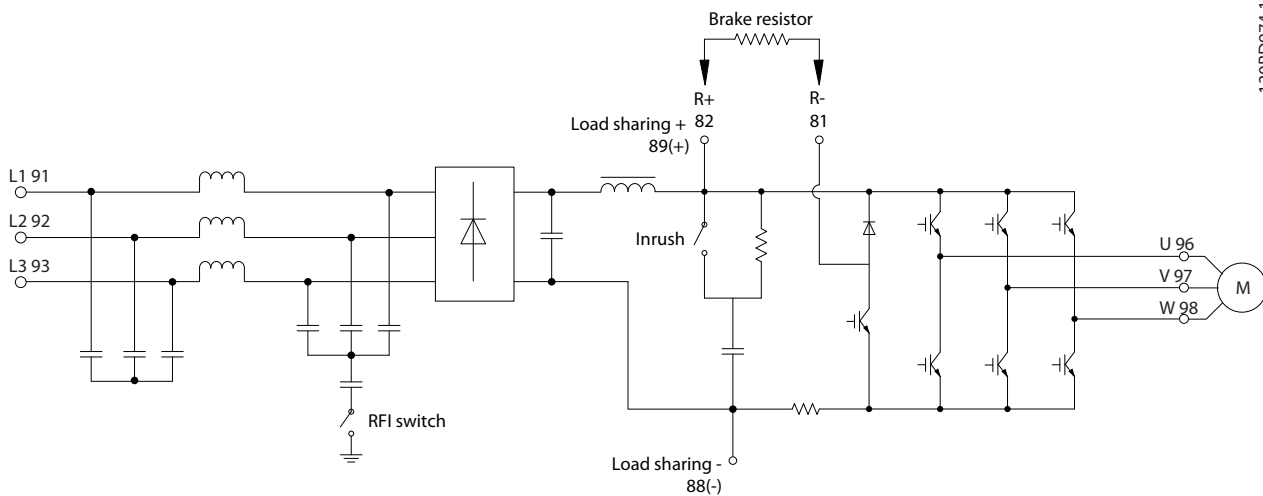 Brake resistor
R+
82
R-
81
Load sharing +
89(+)
L1 91
L2 92
L3 93
Inrush
U 96
V 97
W 98
M
RFI switch
Load sharing -
88(-)